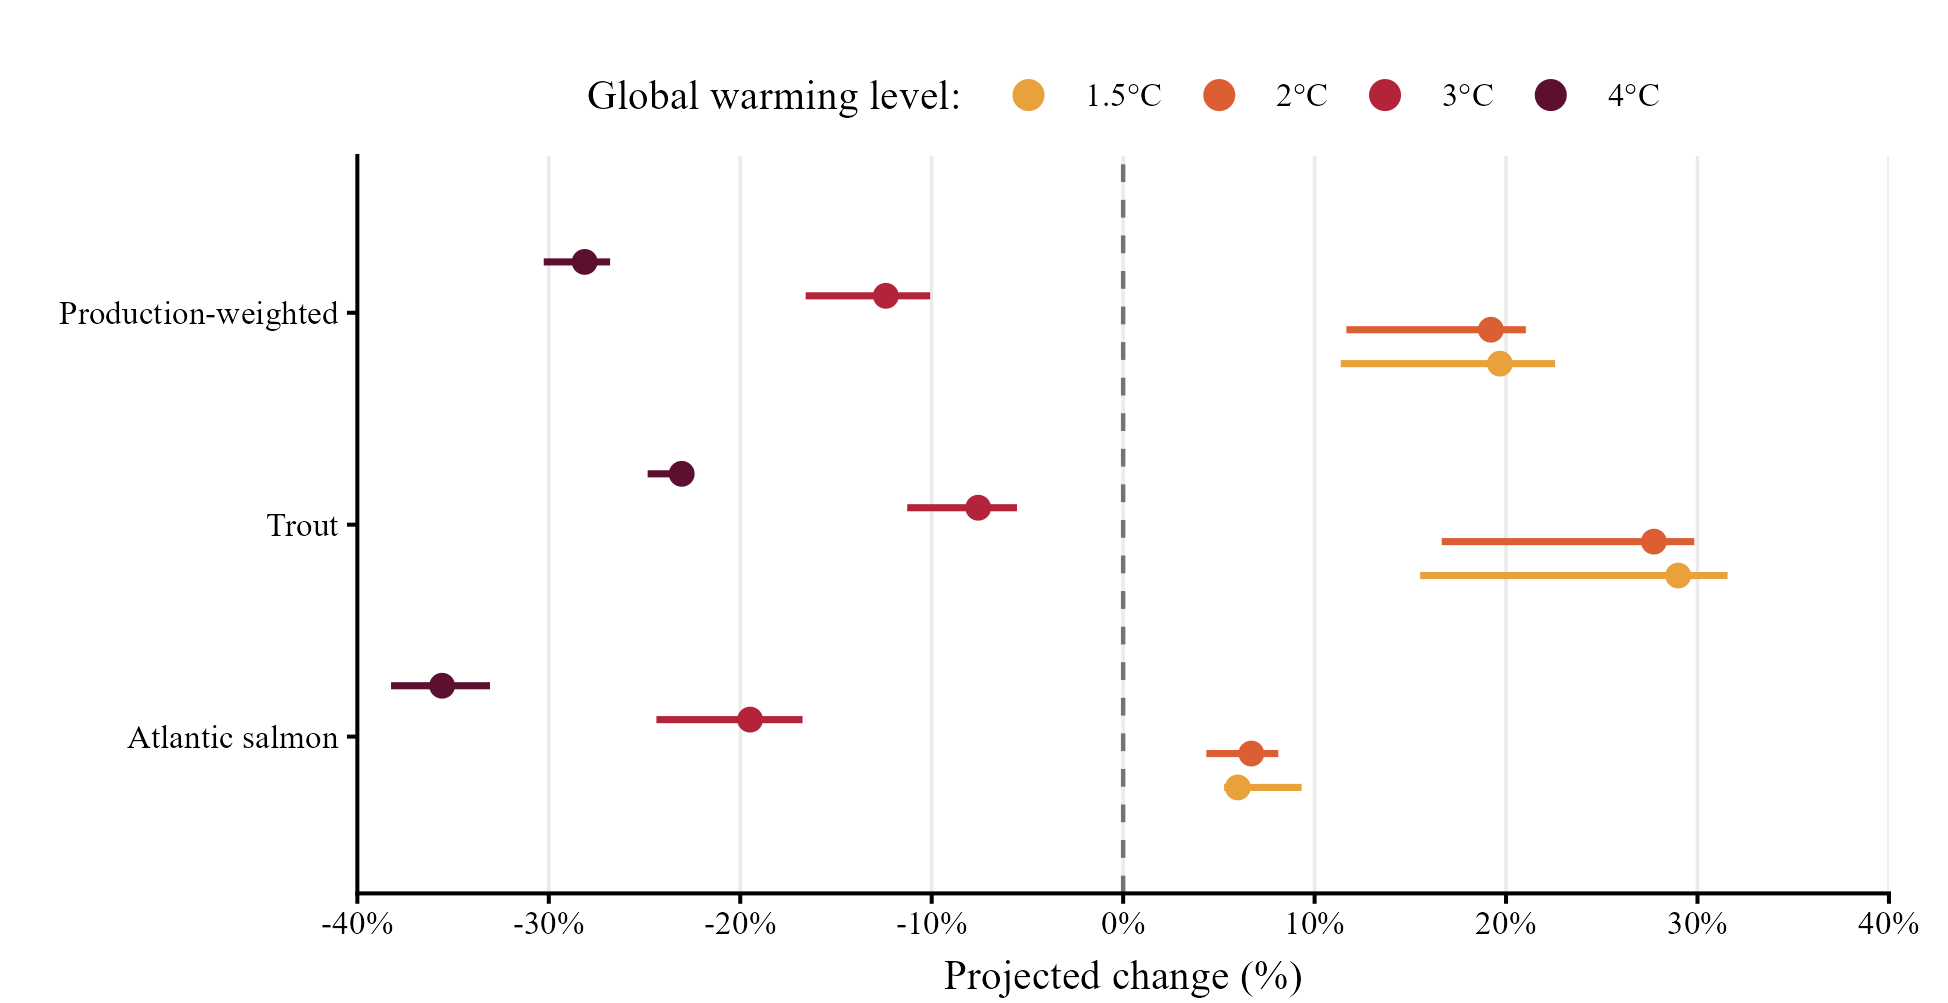 Global warming level: 1.5°C 2°C 3°C 4°C
Production-weighted
Trout
Atlantic salmon
-40% -30% -20% -10% 0% 10% 20% 30% 40%
Projected change (%)